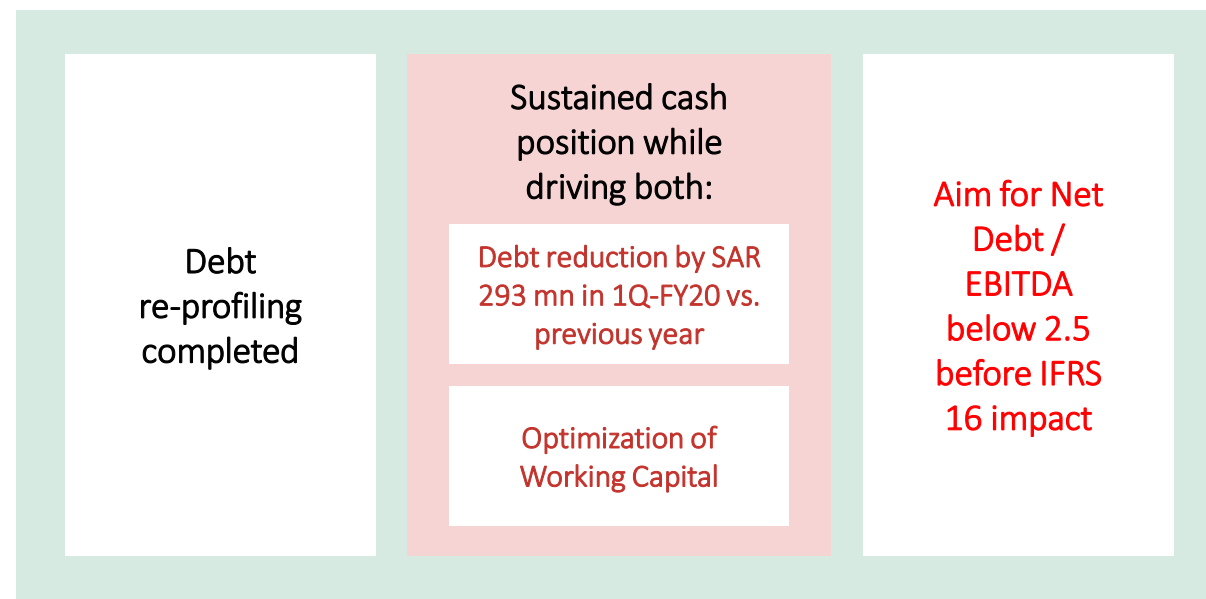 Debt
re-profiling
completed
Sustained cash
position while
driving both:
Debt reduction by SAR
293 mn in 1Q-FY20 vs.
previous year
Optimization of
Working Capital
Aim for Net
Debt /
EBITDA
below 2.5
before IFRS
16 impact